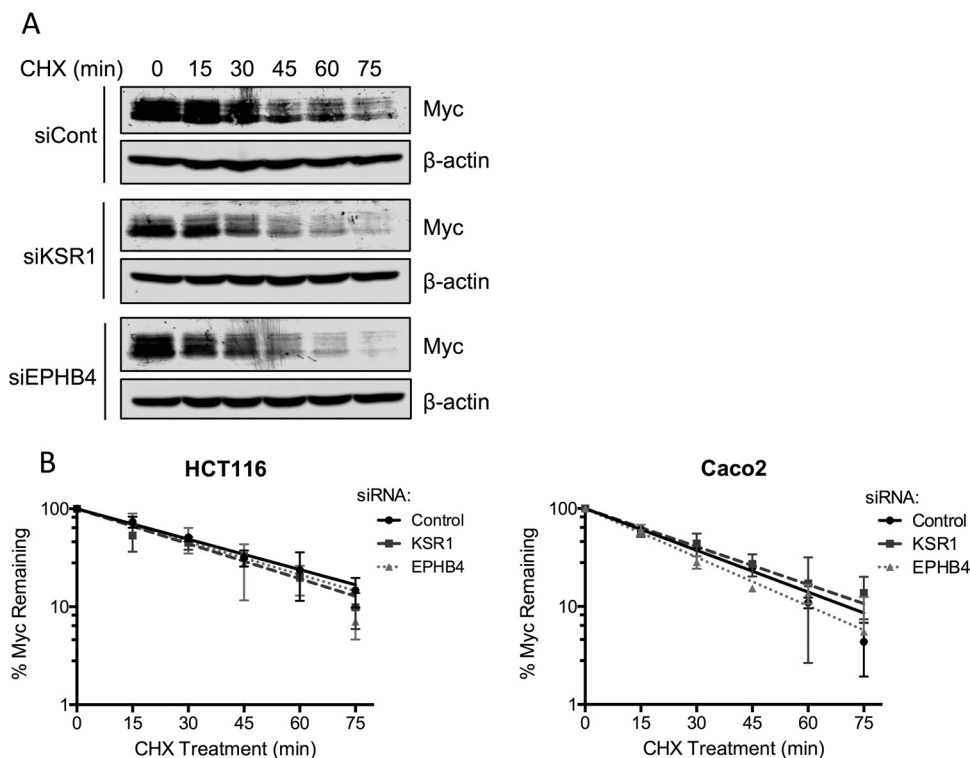 A
CHX (min) 0 15 30 45 60 75
siCont
Myc
β-actin
siKSR1
Myc
β-actin
siEPHB4
Myc
β-actin
B
HCT116
siRNA:
Control
KSR1
EPHB4
% Myc Remaining
100
10
1
0 15 30 45 60 75
CHX Treatment (min)
Caco2
siRNA:
Control
KSR1
EPHB4
% Myc Remaining
100
10
1
0 15 30 45 60 75
CHX Treatment (min)